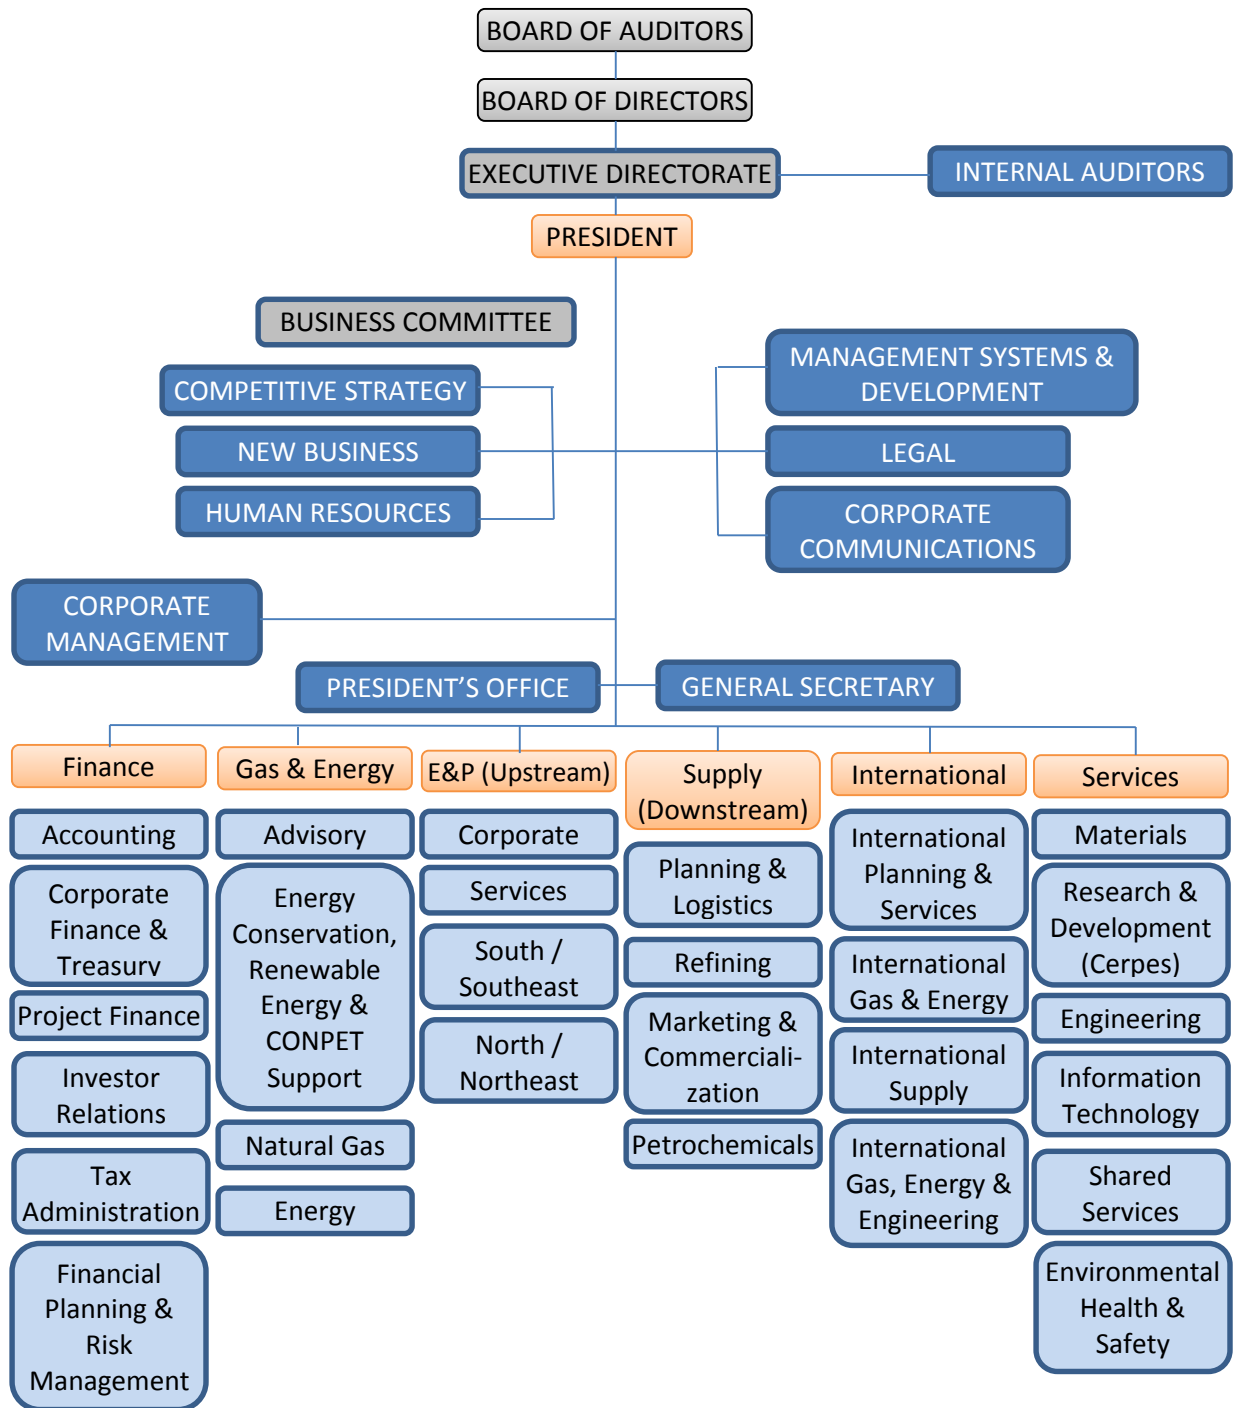 BOARD OF AUDITORS
BOARD OF DIRECTORS
EXECUTIVE DIRECTORATE
INTERNAL AUDITORS
PRESIDENT
BUSINESS COMMITTEE
COMPETITIVE STRATEGY
NEW BUSINESS
HUMAN RESOURCES
MANAGEMENT SYSTEMS &
DEVELOPMENT
LEGAL
CORPORATE
COMMUNICATIONS
CORPORATE
MANAGEMENT
PRESIDENT’S OFFICE
GENERAL SECRETARY
Finance
Accounting
Corporate
Finance &
Treasury
Project Finance
Investor
Relations
Tax
Administration
Financial
Planning &
Risk
Management
Gas & Energy
Advisory
Energy
Conservation,
Renewable
Energy &
CONPET
Support
Natural Gas
Energy
E&P (Upstream)
Corporate
Services
South /
Southeast
North /
Northeast
Supply
(Downstream)
Planning &
Logistics
Refining
Marketing &
Commerciali-
zation
Petrochemicals
International
International
Planning &
Services
International
Gas & Energy
International
Supply
International
Gas, Energy &
Engineering
Services
Materials
Research &
Development
(Cerpes)
Engineering
Information
Technology
Shared
Services
Environmental
Health &
Safety